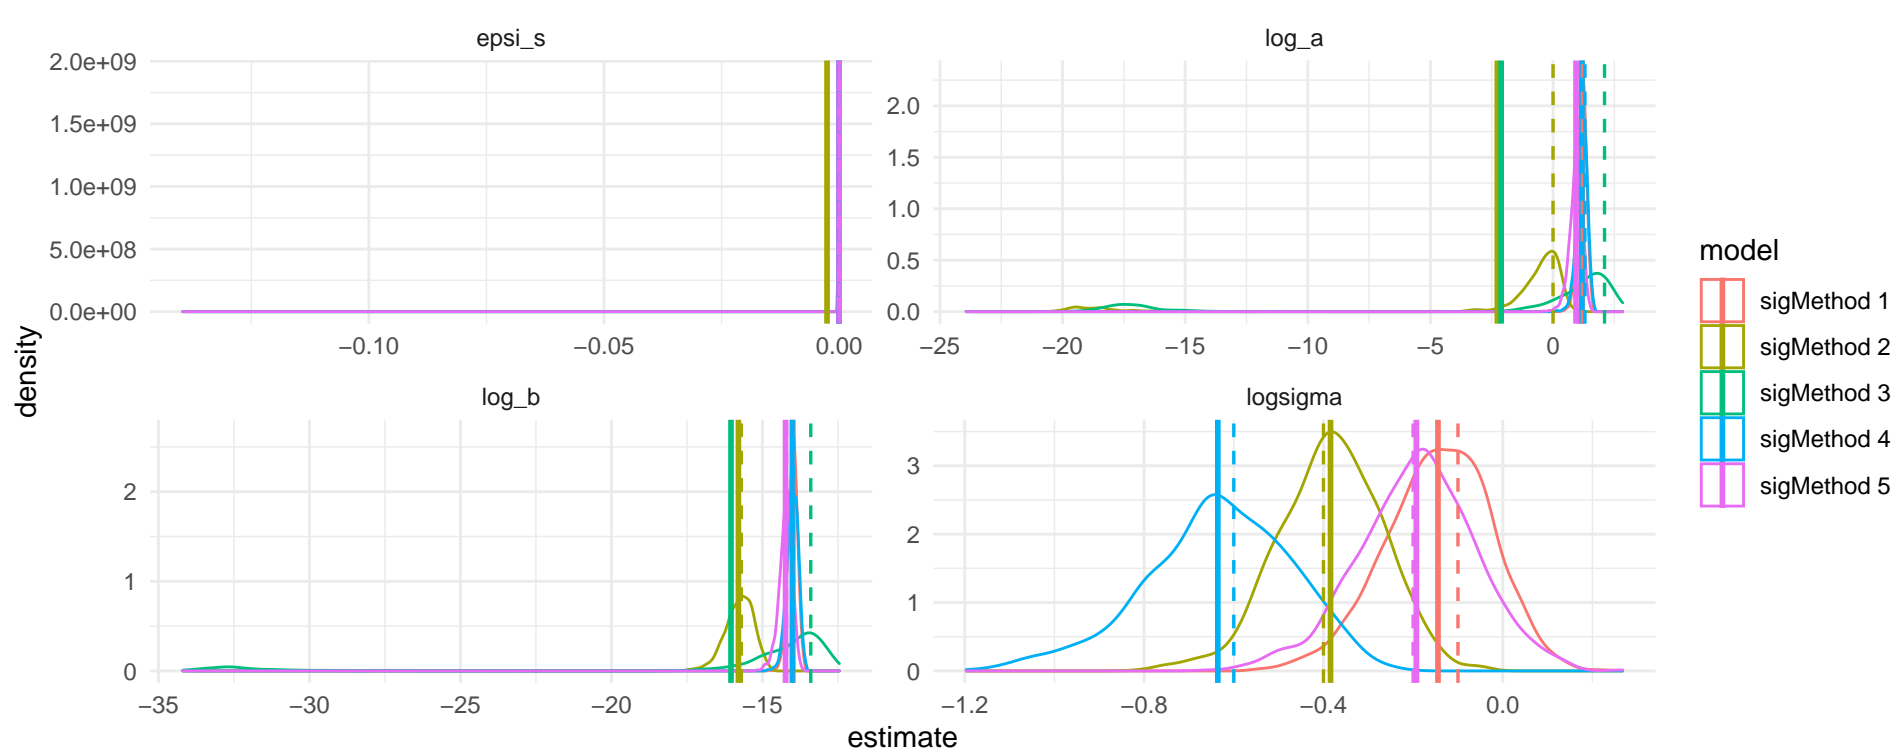 epsi_s
log_a
2.0e+09
1.5e+09
1.0e+09
5.0e+08
0.0e+00
−0.10
−0.05
0.00
2.0
1.5
1.0
0.5
0.0
−25
−20
−15
−10
−5
0
log_b
logsigma
2
1
0
−35
−30
−25
−20
−15
3
2
1
0
−1.2
−0.8
−0.4
0.0
density
estimate
model
sigMethod 1
sigMethod 2
sigMethod 3
sigMethod 4
sigMethod 5